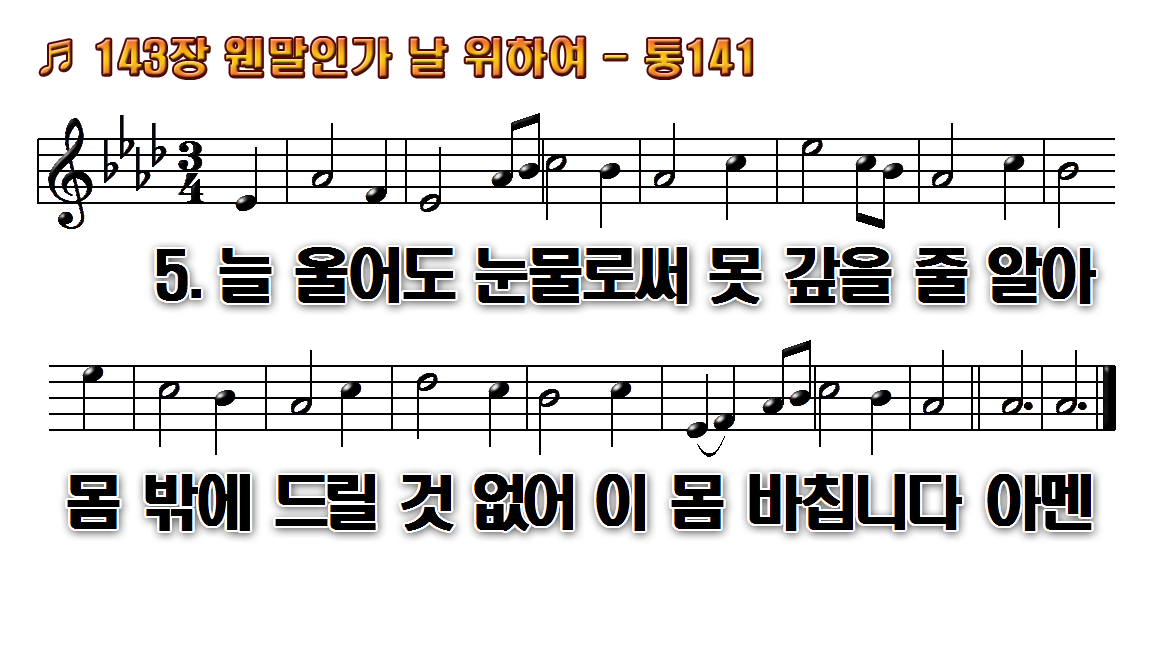 ♬ 143장 웬말인가 날 위하여 - 통141
3
4
5. 늘 울어도 눈물로써 못 갚을 줄 알아
몸 밖에 드릴 것 없어 이 몸 바칩니다 아멘